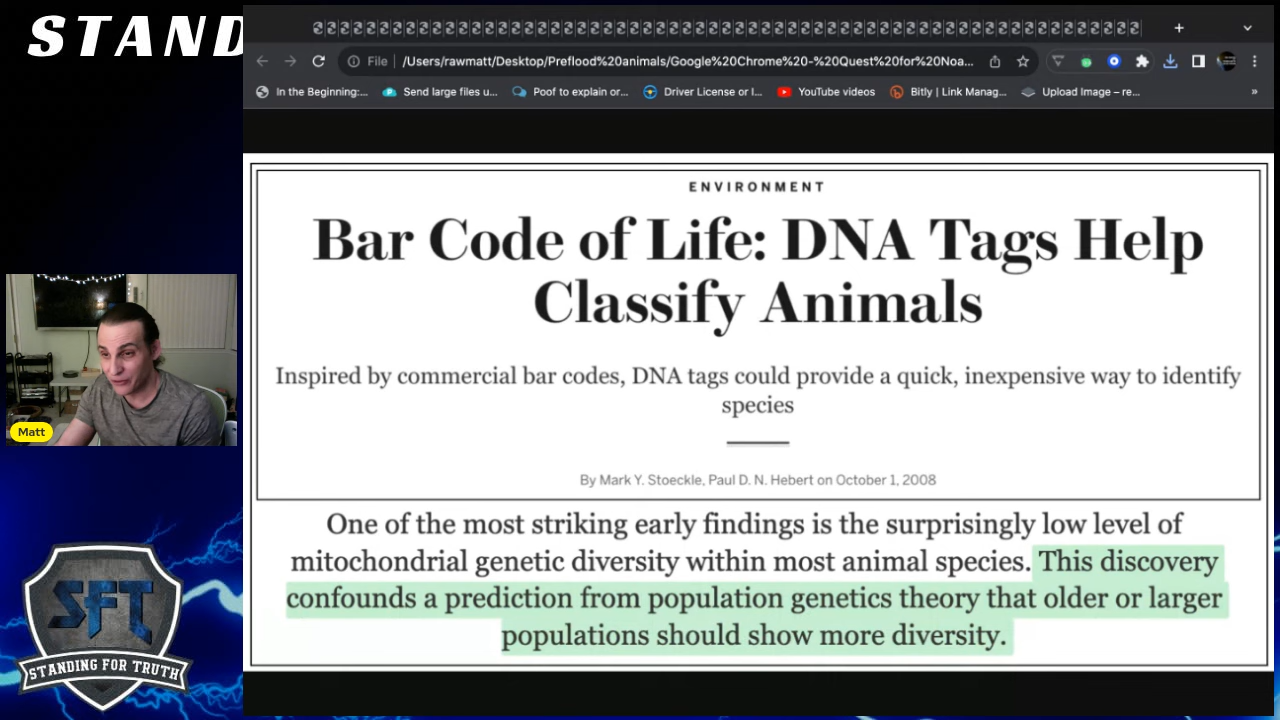 STAND
File
/Users/rawmatt/Desktop/Preflood%20animals/Google%20Chrome%20-%20Quest%20for%20Noa...
In the Beginning:...
Send large files u...
Poof to explain or...
Driver License or I...
YouTube videos
Bitly | Link Manag...
Upload Image – re...
»
ENVIRONMENT
Bar Code of Life: DNA Tags Help
Classify Animals
Inspired by commercial bar codes, DNA tags could provide a quick, inexpensive way to identify
species
By Mark Y. Stoeckle, Paul D. N. Hebert on October 1, 2008
One of the most striking early findings is the surprisingly low level of
mitochondrial genetic diversity within most animal species. This discovery
confounds a prediction from population genetics theory that older or larger
populations should show more diversity.
Matt
SFT
STANDING FOR TRUTH